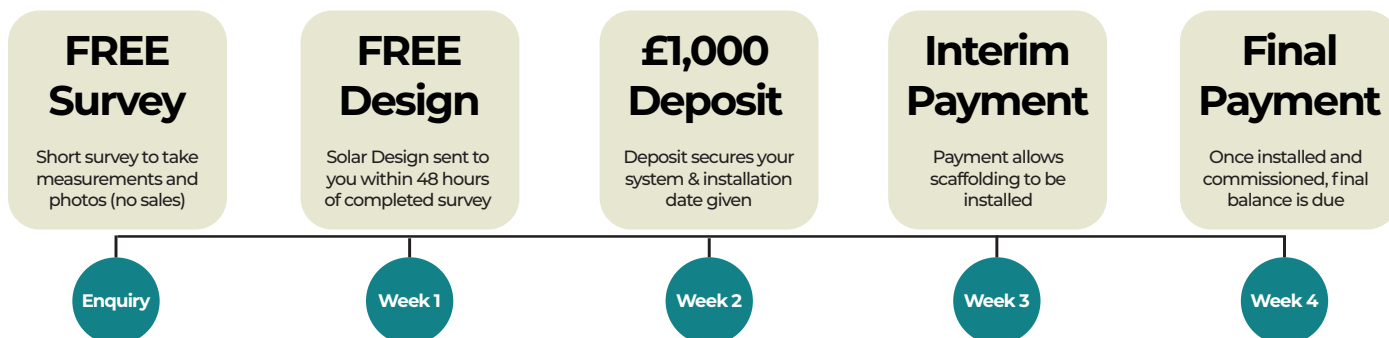 FREE
Survey
Short survey to take
measurements and
photos (no sales)
FREE
Design
Solar Design sent to
you within 48 hours
of completed survey
£1,000
Deposit
Deposit secures your
system & installation
date given
Interim
Payment
Payment allows
scaffolding to be
installed
Final
Payment
Once installed and
commissioned, final
balance is due
Enquiry
Week 1
Week 2
Week 3
Week 4